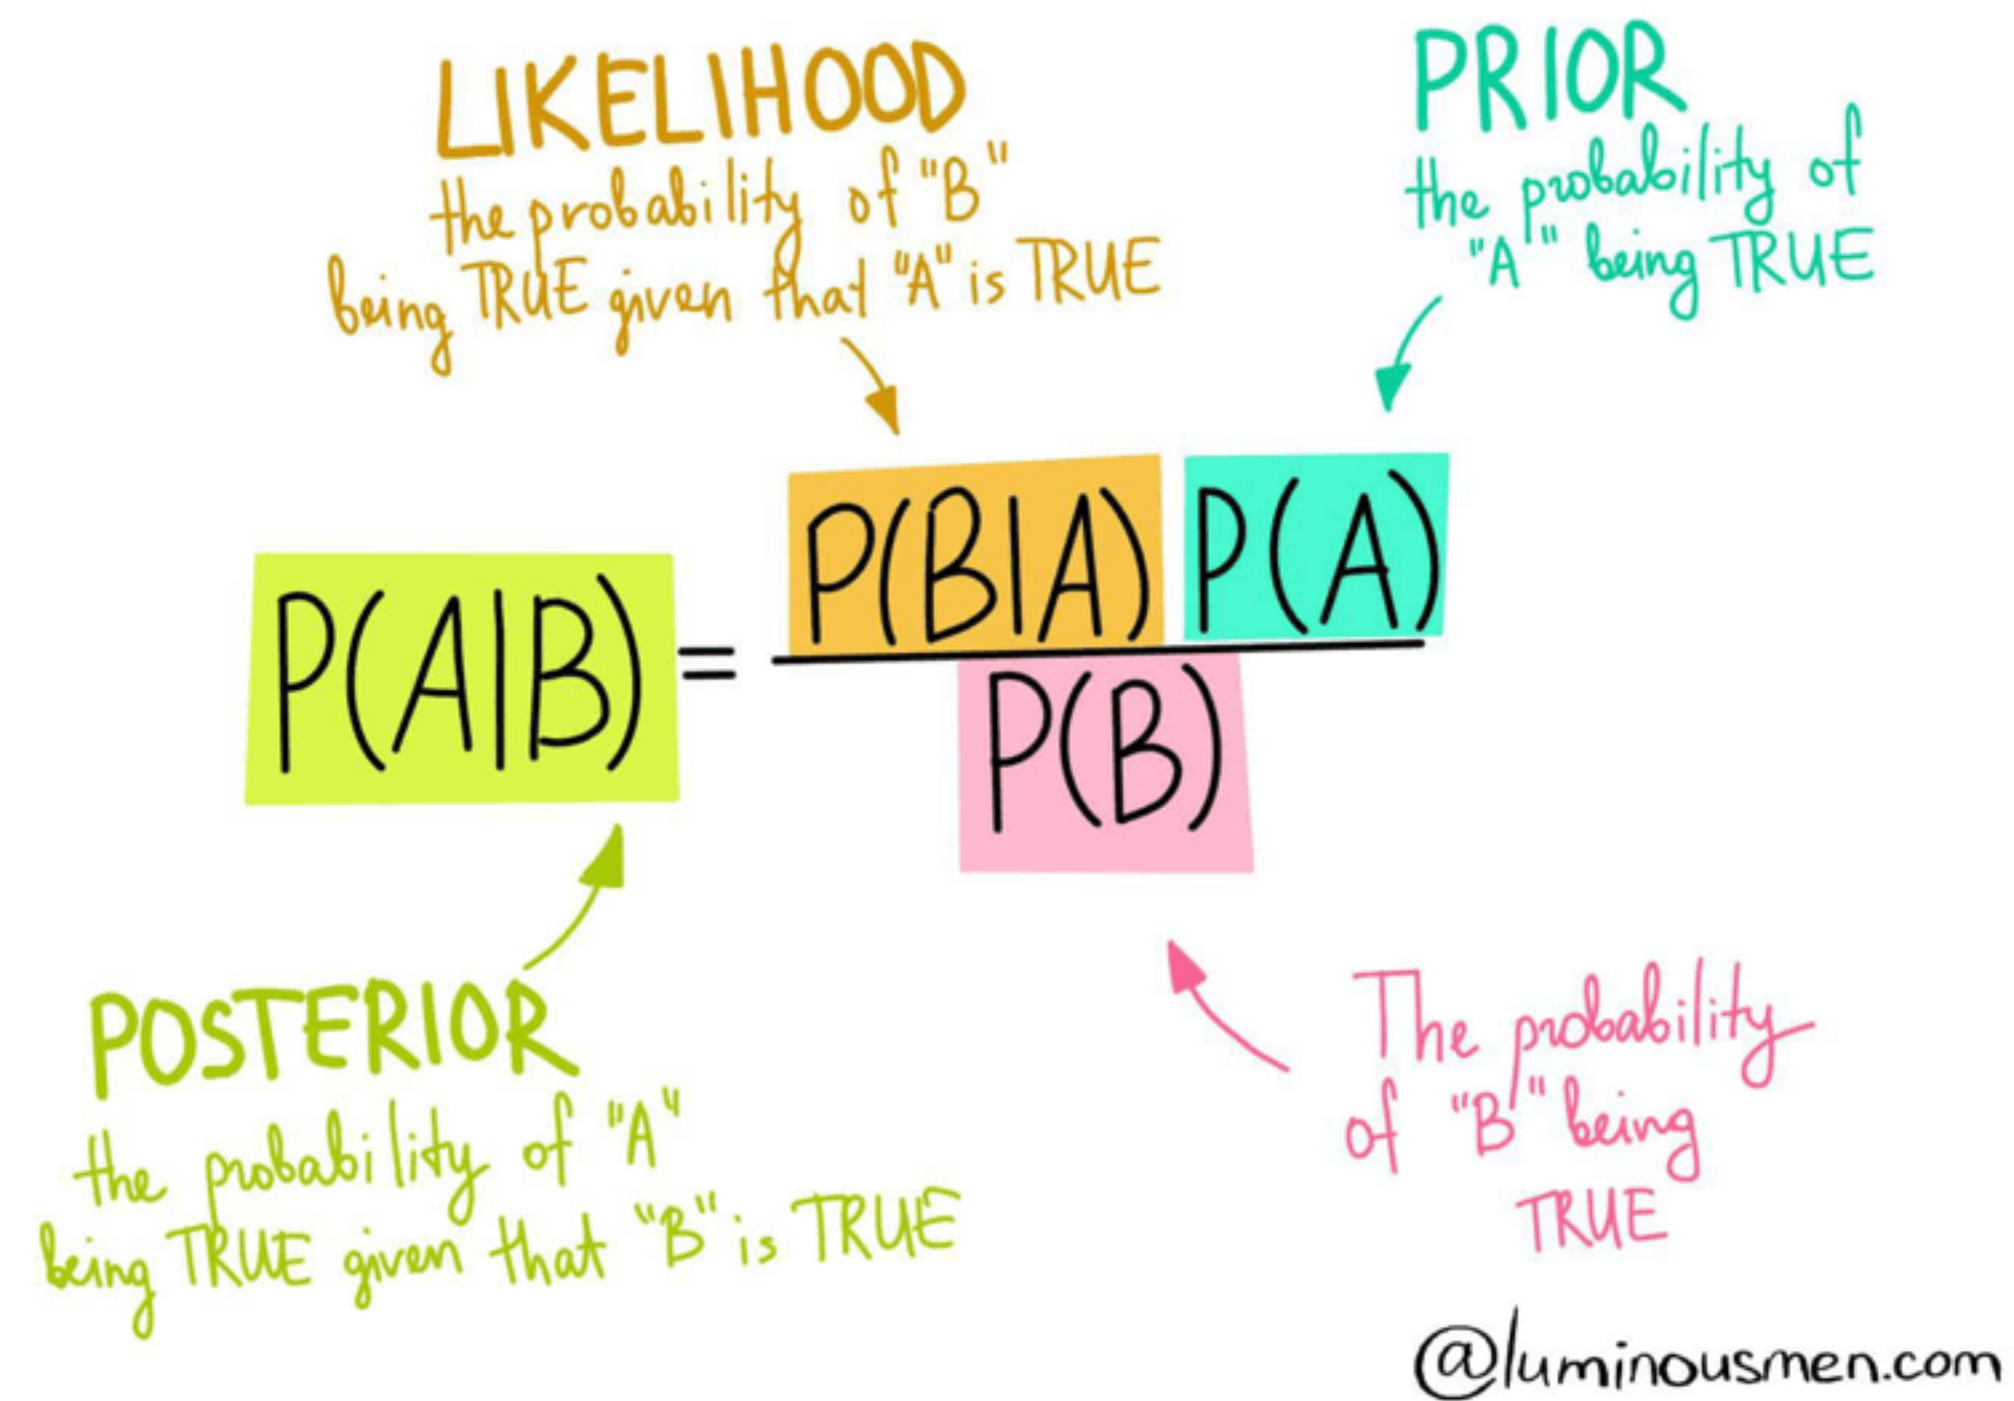 LIKELIHOOD
the probability of "B"
being TRUE given that "A" is TRUE
PRIOR
the probability of
"A" being TRUE
P(A|B) = P(B|A) P(A)
P(B)
POSTERIOR
the probability of "A"
being TRUE given that "B" is TRUE
The probability
of "B" being
TRUE
@luminousmen.com